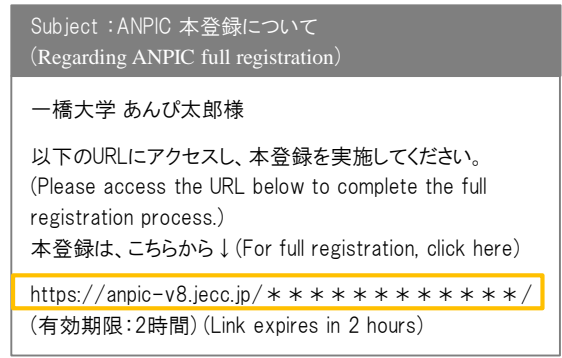 Subject :ANPIC 本登録について
(Regarding ANPIC full registration)
一橋大学 あんぴ太郎様
以下のURLにアクセスし、本登録を実施してください。
(Please access the URL below to complete the full
registration process.)
本登録は、こちらから↓(For full registration, click here)
https://anpic-v8.jecc.jp/＊＊＊＊＊＊＊＊＊＊＊＊/
(有効期限:2時間) (Link expires in 2 hours)